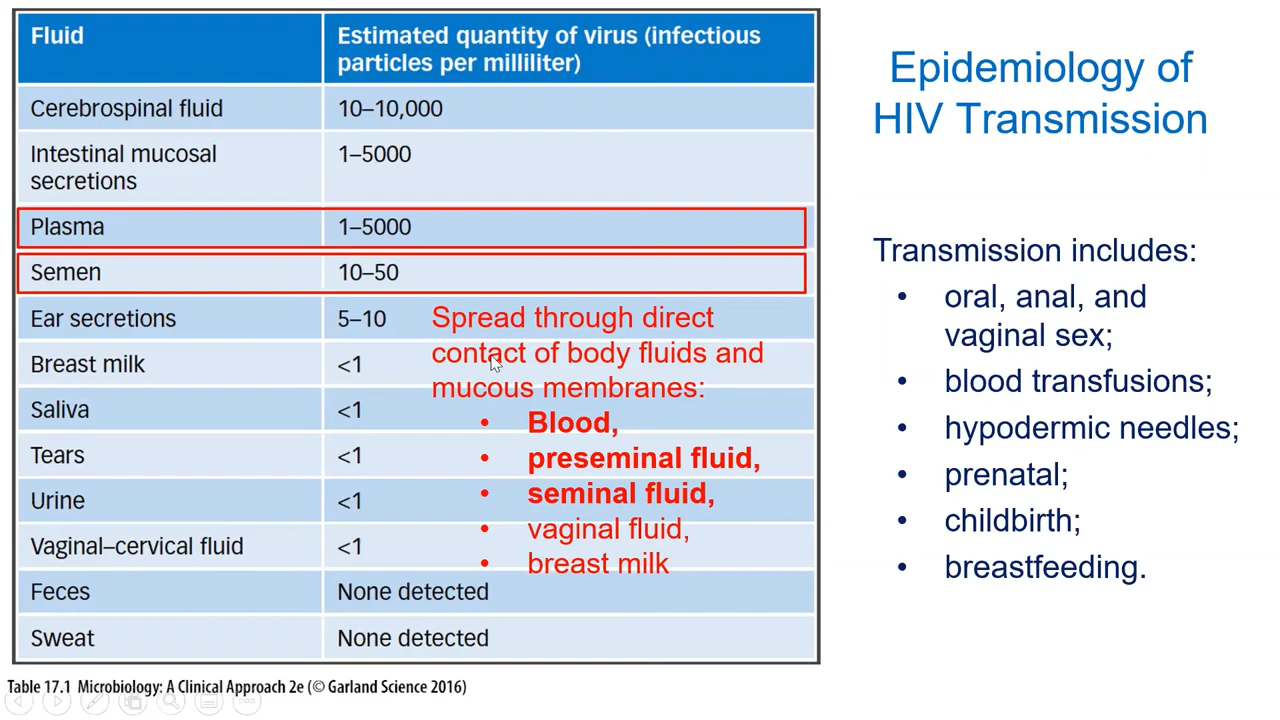 Fluid
Estimated quantity of virus (infectious
particles per milliliter)
Cerebrospinal fluid
10–10,000
Intestinal mucosal
secretions
1–5000
Plasma
1–5000
Semen
10–50
Ear secretions
5–10
Breast milk
<1
Saliva
<1
Tears
<1
Urine
<1
Vaginal–cervical fluid
<1
Feces
None detected
Sweat
None detected
Spread through direct
contact of body fluids and
mucous membranes:
• Blood,
• preseminal fluid,
• seminal fluid,
• vaginal fluid,
• breast milk
Table 17.1 Microbiology: A Clinical Approach 2e (© Garland Science 2016)
Epidemiology of
HIV Transmission
Transmission includes:
• oral, anal, and
vaginal sex;
• blood transfusions;
• hypodermic needles;
• prenatal;
• childbirth;
• breastfeeding.